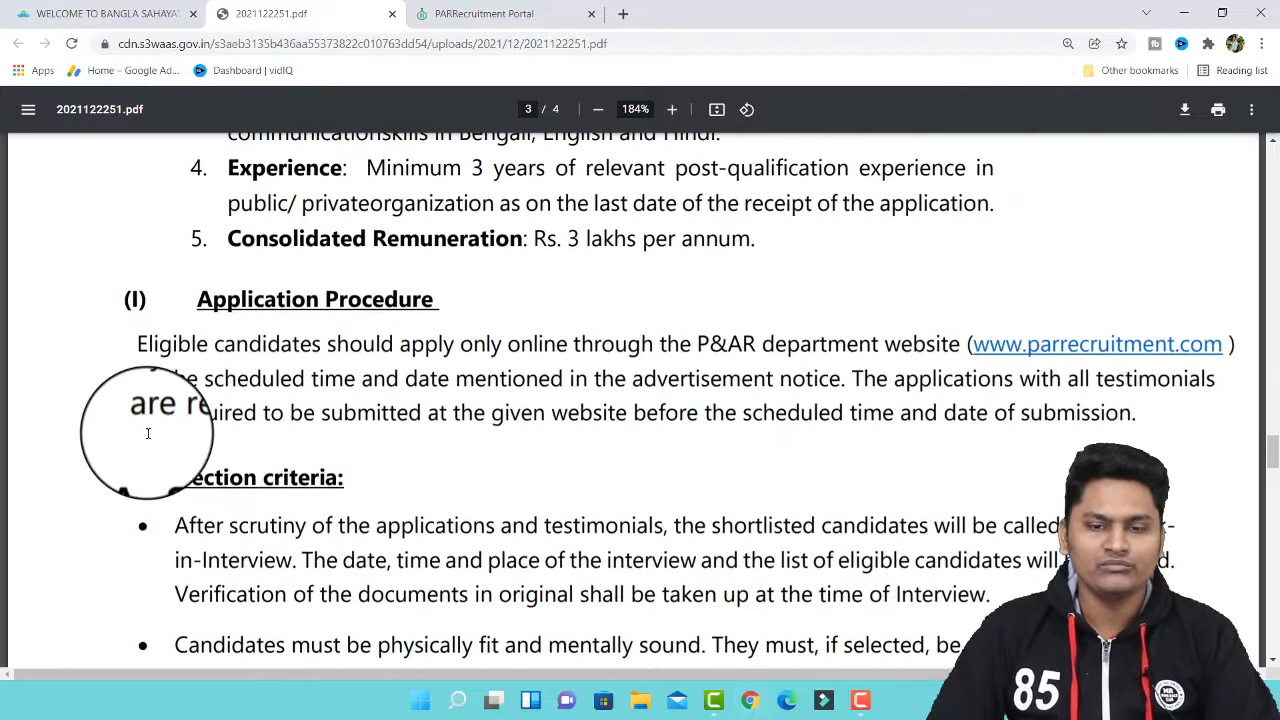 WELCOME TO BANGLA SAHAYAT
2021122251.pdf
PARRecruitment Portal
cdn.s3waas.gov.in/s3aeb3135b436aa55373822c010763dd54/uploads/2021/12/2021122251.pdf
Apps
Home – Google Ad...
Dashboard | vidIQ
Other bookmarks
Reading list
2021122251.pdf
3 / 4
184%
communicationskills in Bengali, English and Hindi.
4. Experience: Minimum 3 years of relevant post-qualification experience in
public/ privateorganization as on the last date of the receipt of the application.
5. Consolidated Remuneration: Rs. 3 lakhs per annum.
(I) Application Procedure
Eligible candidates should apply only online through the P&AR department website (www.parrecruitment.com )
he scheduled time and date mentioned in the advertisement notice. The applications with all testimonials
are re uired to be submitted at the given website before the scheduled time and date of submission.
ection criteria:
• After scrutiny of the applications and testimonials, the shortlisted candidates will be called
in-Interview. The date, time and place of the interview and the list of eligible candidates will
Verification of the documents in original shall be taken up at the time of Interview.
• Candidates must be physically fit and mentally sound. They must, if selected, be
85